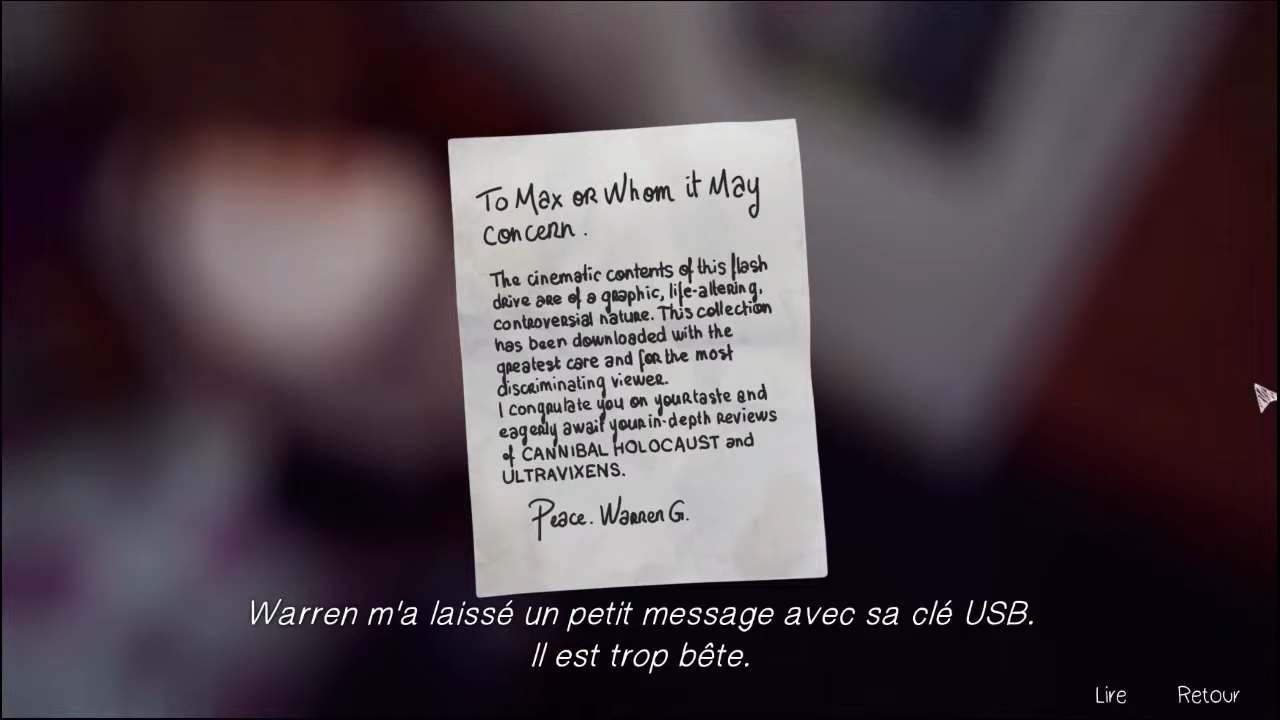 To Max or Whom it May
concern.
The cinematic contents of this flash
drive are of a graphic, life-altering,
controversial nature. This collection
has been downloaded with the
greatest care and for the most
discriminating viewer.
I congrulate you on your taste and
eagerly await your in-depth reviews
of CANNIBAL HOLOCAUST and
ULTRAVIXENS.
Peace. Warren G.
Warren m'a laissé un petit message avec sa clé USB.
Il est trop bête.
Lire Retour